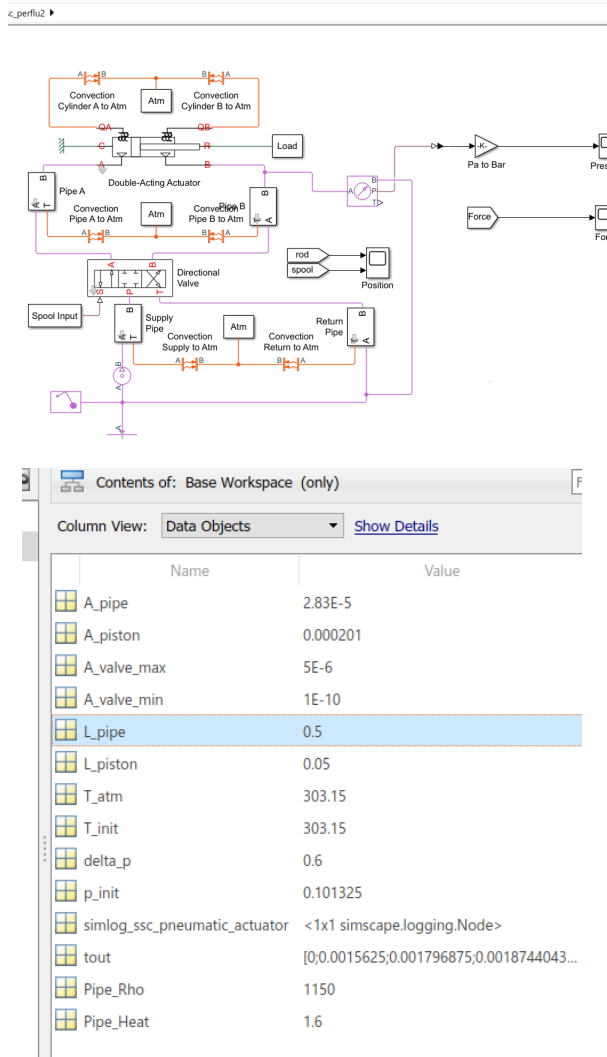 sc_perflu2
A B B A
Convection
Cylinder A to Atm
Atm
Convection
Cylinder B to Atm
QA QB
C R
Load
A B
Double-Acting Actuator
B
Pipe A
A T
Convection
Pipe A to Atm
Atm
Convection
Pipe B to Atm
Pipe B
B
T A
A B B A
B
A P
T
-K-
Pa to Bar
Pres
Force
For
A B
S P T
Directional
Valve
rod
spool
Position
Spool Input
B
A T
Supply
Pipe
Convection
Supply to Atm
Atm
Convection
Return to Atm
Return
Pipe
B
T A
A B B A
B
A
A
Contents of: Base Workspace (only)
F
Column View: Data Objects Show Details
Name Value
A_pipe 2.83E-5
A_piston 0.000201
A_valve_max 5E-6
A_valve_min 1E-10
L_pipe 0.5
L_piston 0.05
T_atm 303.15
T_init 303.15
delta_p 0.6
p_init 0.101325
simlog_ssc_pneumatic_actuator <1x1 simscape.logging.Node>
tout [0;0.0015625;0.001796875;0.0018744043...
Pipe_Rho 1150
Pipe_Heat 1.6